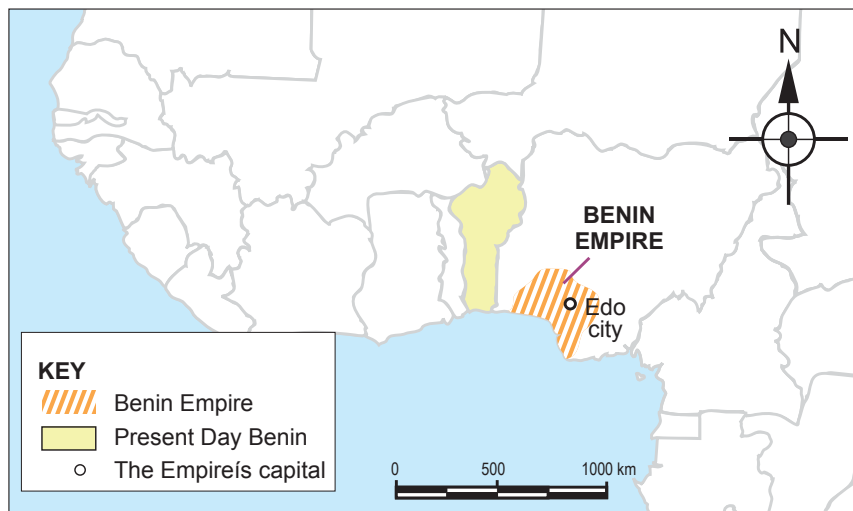 N
BENIN
EMPIRE
Edo
city
KEY
Benin Empire
Present Day Benin
The Empireís capital
0 500 1000 km